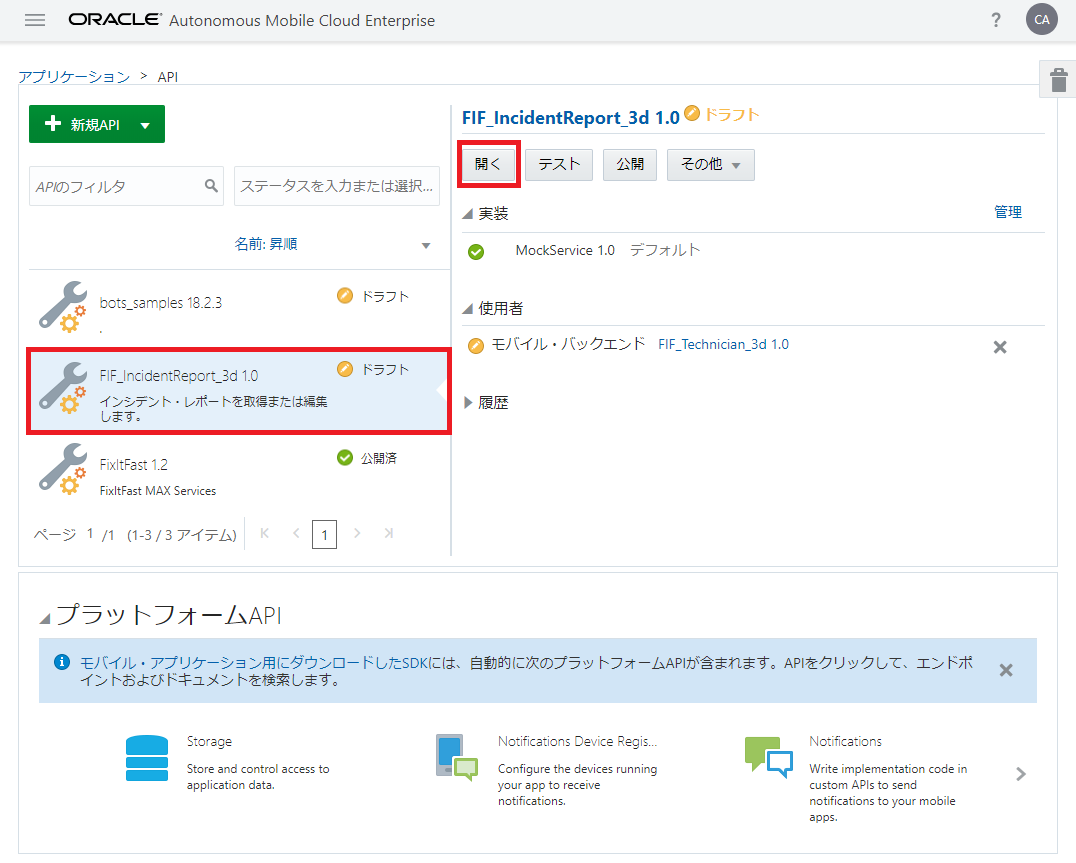 ORACLE® Autonomous Mobile Cloud Enterprise
?
CA
アプリケーション > API
新規API
APIのフィルタ
ステータスを入力または選択...
名前: 昇順
bots_samples 18.2.3
.
ドラフト
FIF_IncidentReport_3d 1.0
ドラフト
インシデント・レポートを取得または編集
します。
FixItFast 1.2
公開済
FixItFast MAX Services
ページ 1 /1 (1-3 / 3 アイテム)
1
FIF_IncidentReport_3d 1.0 ドラフト
開く
テスト
公開
その他
実装
管理
MockService 1.0 デフォルト
使用者
モバイル・バックエンド FIF_Technician_3d 1.0
履歴
プラットフォームAPI
モバイル・アプリケーション用にダウンロードしたSDKには、自動的に次のプラットフォームAPIが含まれます。APIをクリックして、エンドポ
イントおよびドキュメントを検索します。
Storage
Store and control access to
application data.
Notifications Device Regis...
Configure the devices running
your app to receive
notifications.
Notifications
Write implementation code in
custom APIs to send
notifications to your mobile
apps.